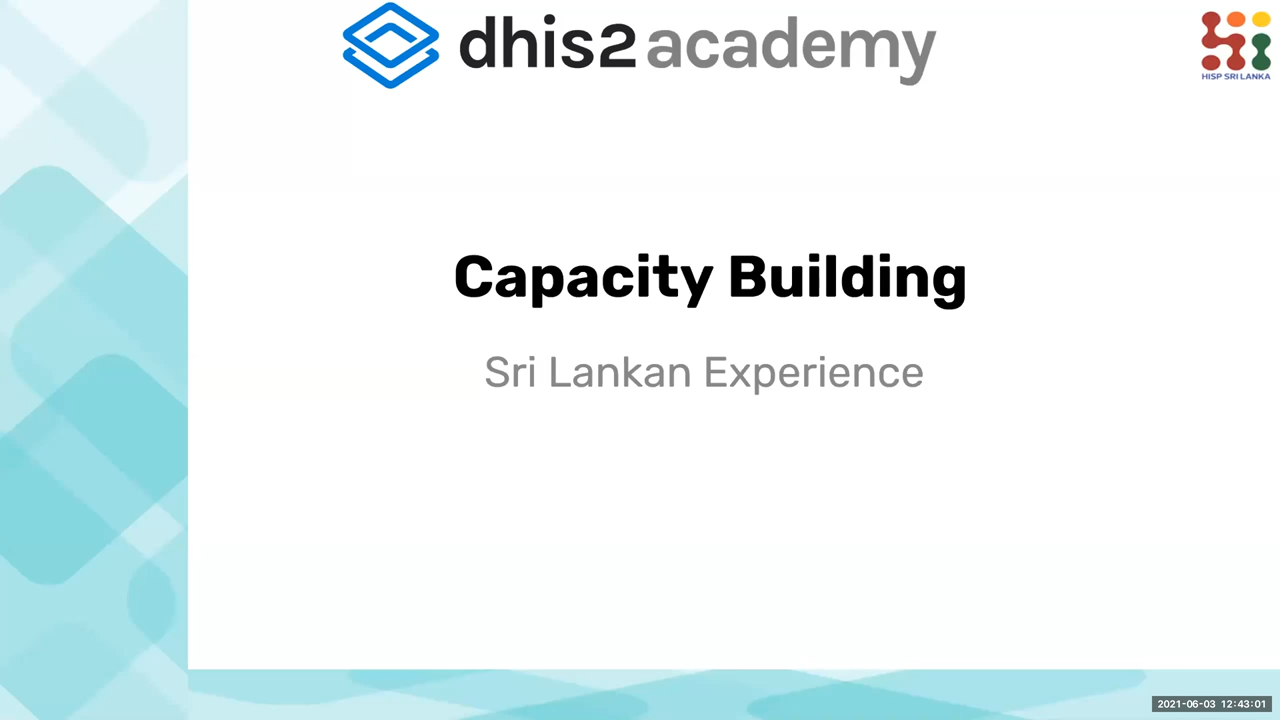 dhis2 academy
HISP SRI LANKA
Capacity Building
Sri Lankan Experience
2021-06-03 12:43:01